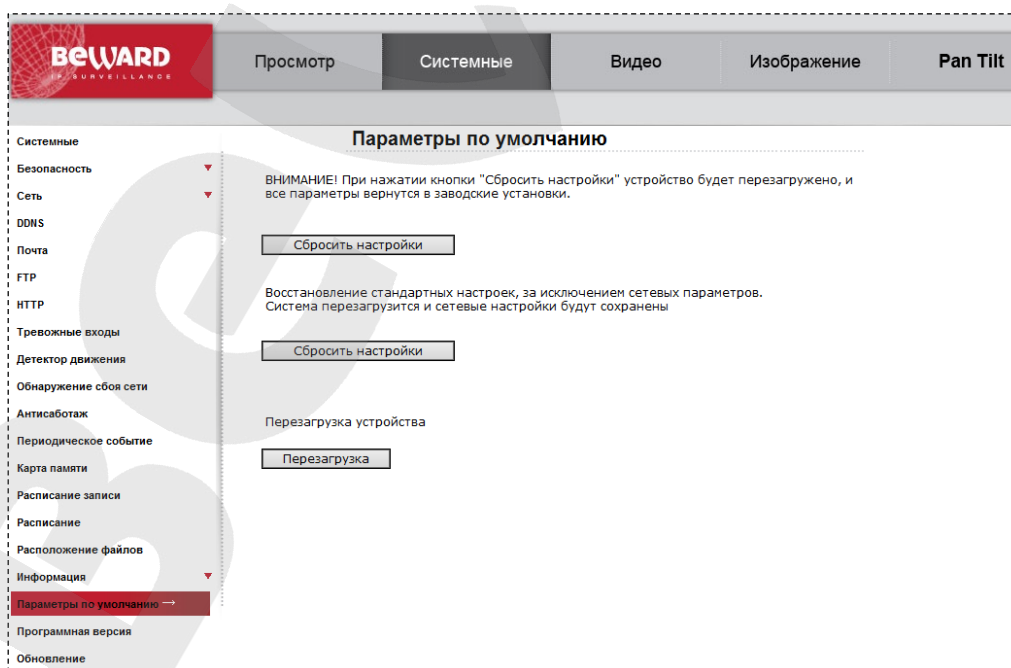 BEWARD
IP SURVEILLANCE
Просмотр
Системные
Видео
Изображение
Pan Tilt
Системные
Безопасность
Сеть
DDNS
Почта
FTP
HTTP
Тревожные входы
Детектор движения
Обнаружение сбоя сети
Антисаботаж
Периодическое событие
Карта памяти
Расписание записи
Расписание
Расположение файлов
Информация
Параметры по умолчанию →
Программная версия
Обновление
Параметры по умолчанию
ВНИМАНИЕ! При нажатии кнопки "Сбросить настройки" устройство будет перезагружено, и
все параметры вернутся в заводские установки.
Сбросить настройки
Восстановление стандартных настроек, за исключением сетевых параметров.
Система перезагрузится и сетевые настройки будут сохранены
Сбросить настройки
Перезагрузка устройства
Перезагрузка